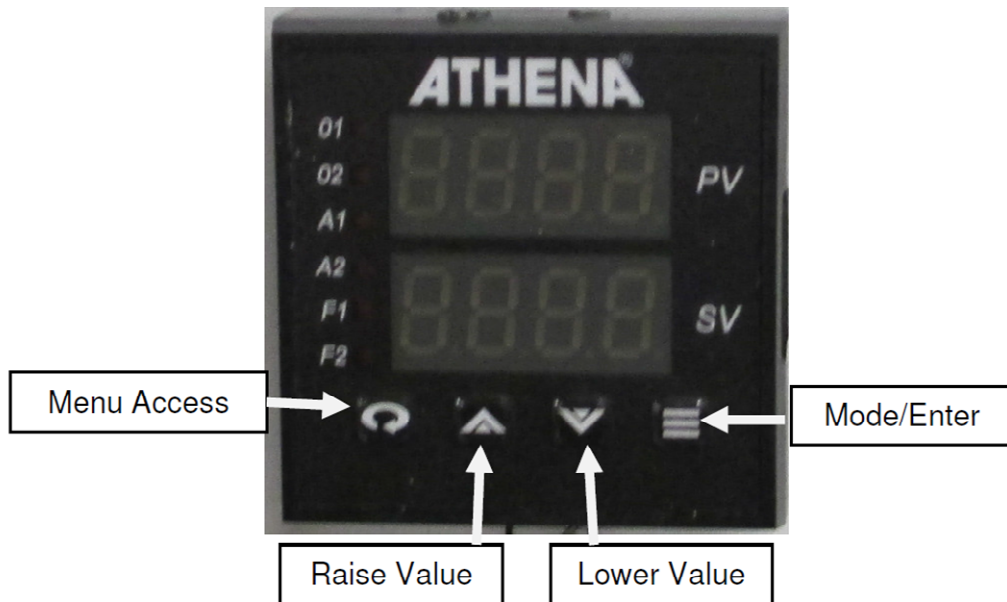 ATHENA®
01
02
A1
A2
F1
F2
PV
SV
Menu Access
Mode/Enter
Raise Value
Lower Value